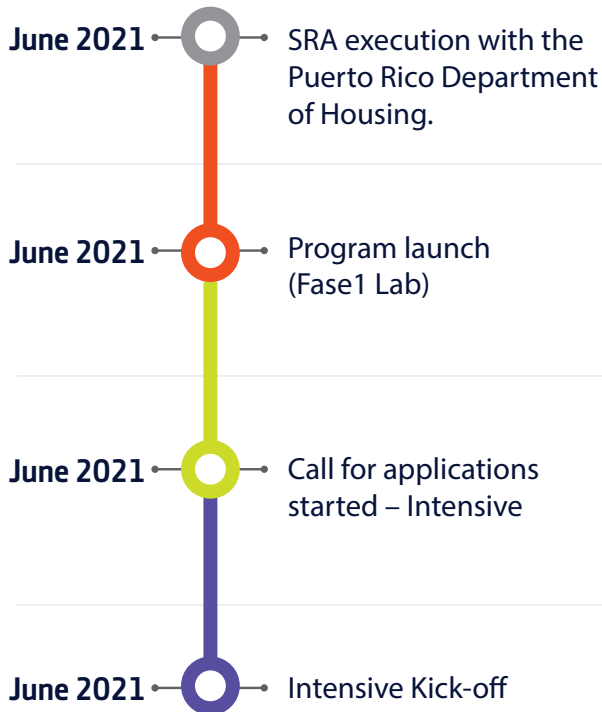 June 2021
SRA execution with the
Puerto Rico Department
of Housing.
June 2021
Program launch
(Fase1 Lab)
June 2021
Call for applications
started – Intensive
June 2021
Intensive Kick-off